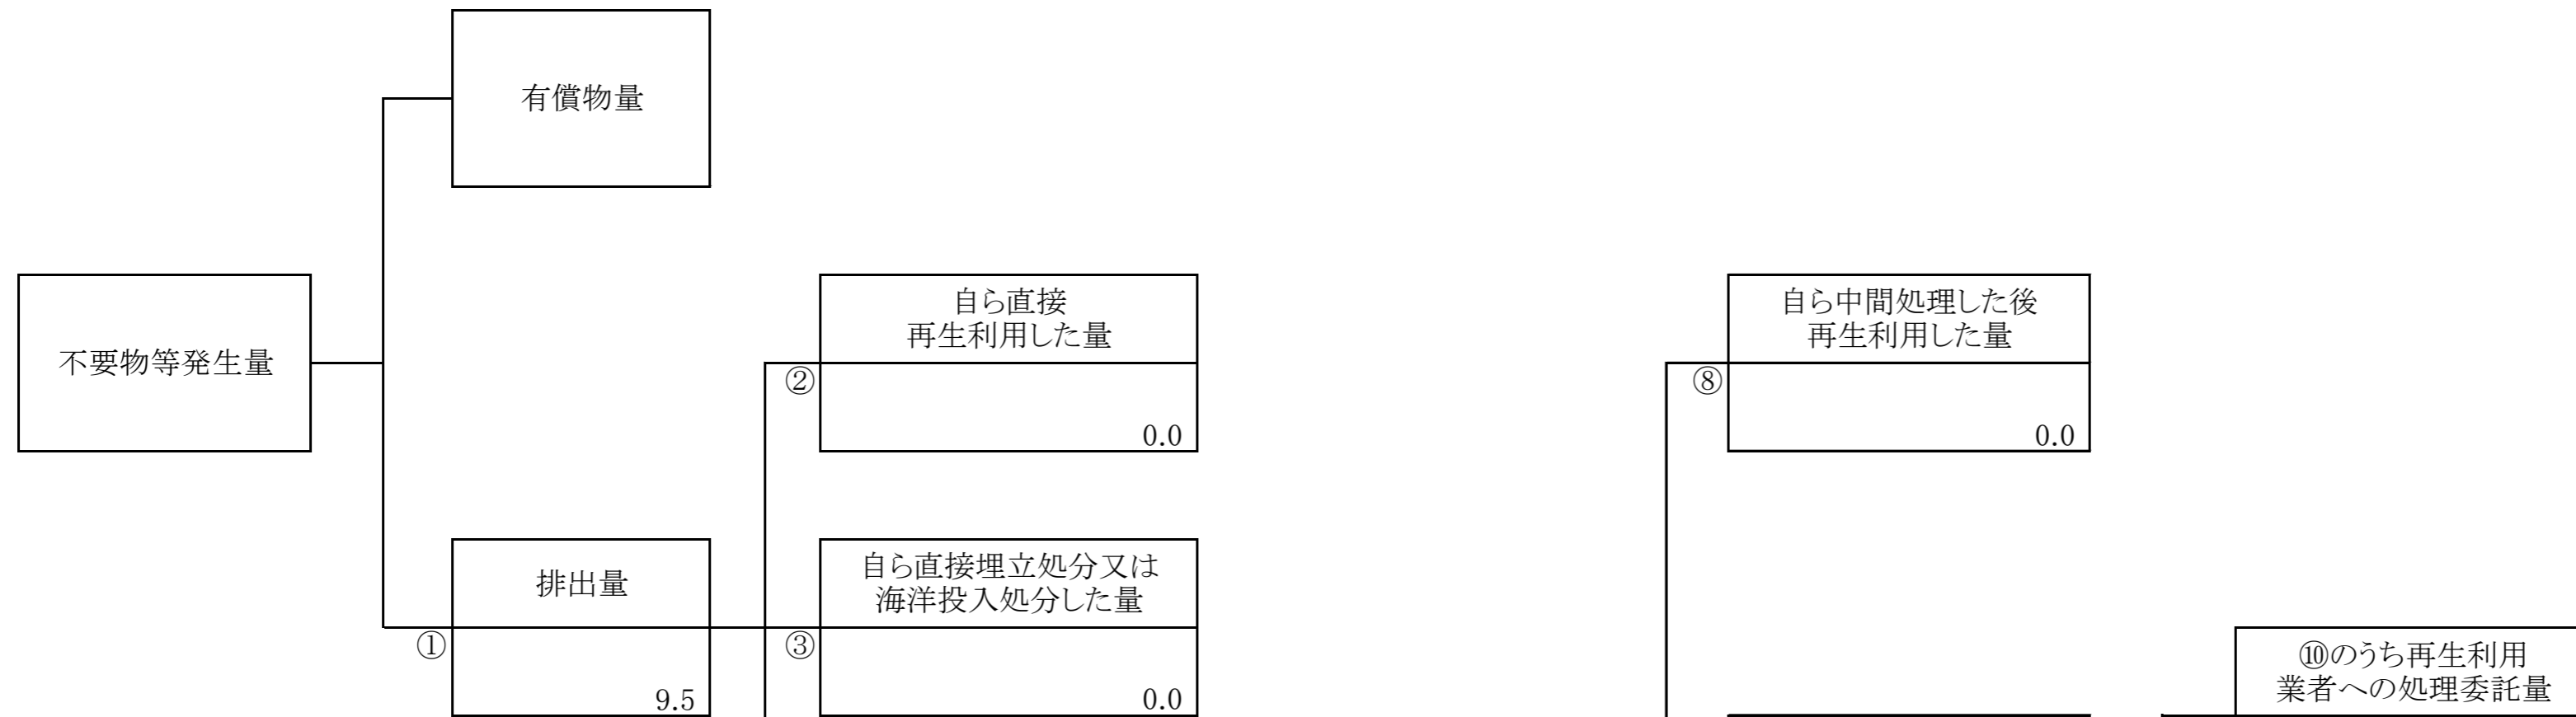 有償物量
不要物等発生量
自ら直接
再生利用した量
②
0.0
自ら中間処理した後
再生利用した量
⑧
0.0
排出量
①
9.5
自ら直接埋立処分又は
海洋投入処分した量
③
0.0
⑩のうち再生利用
業者への処理委託量